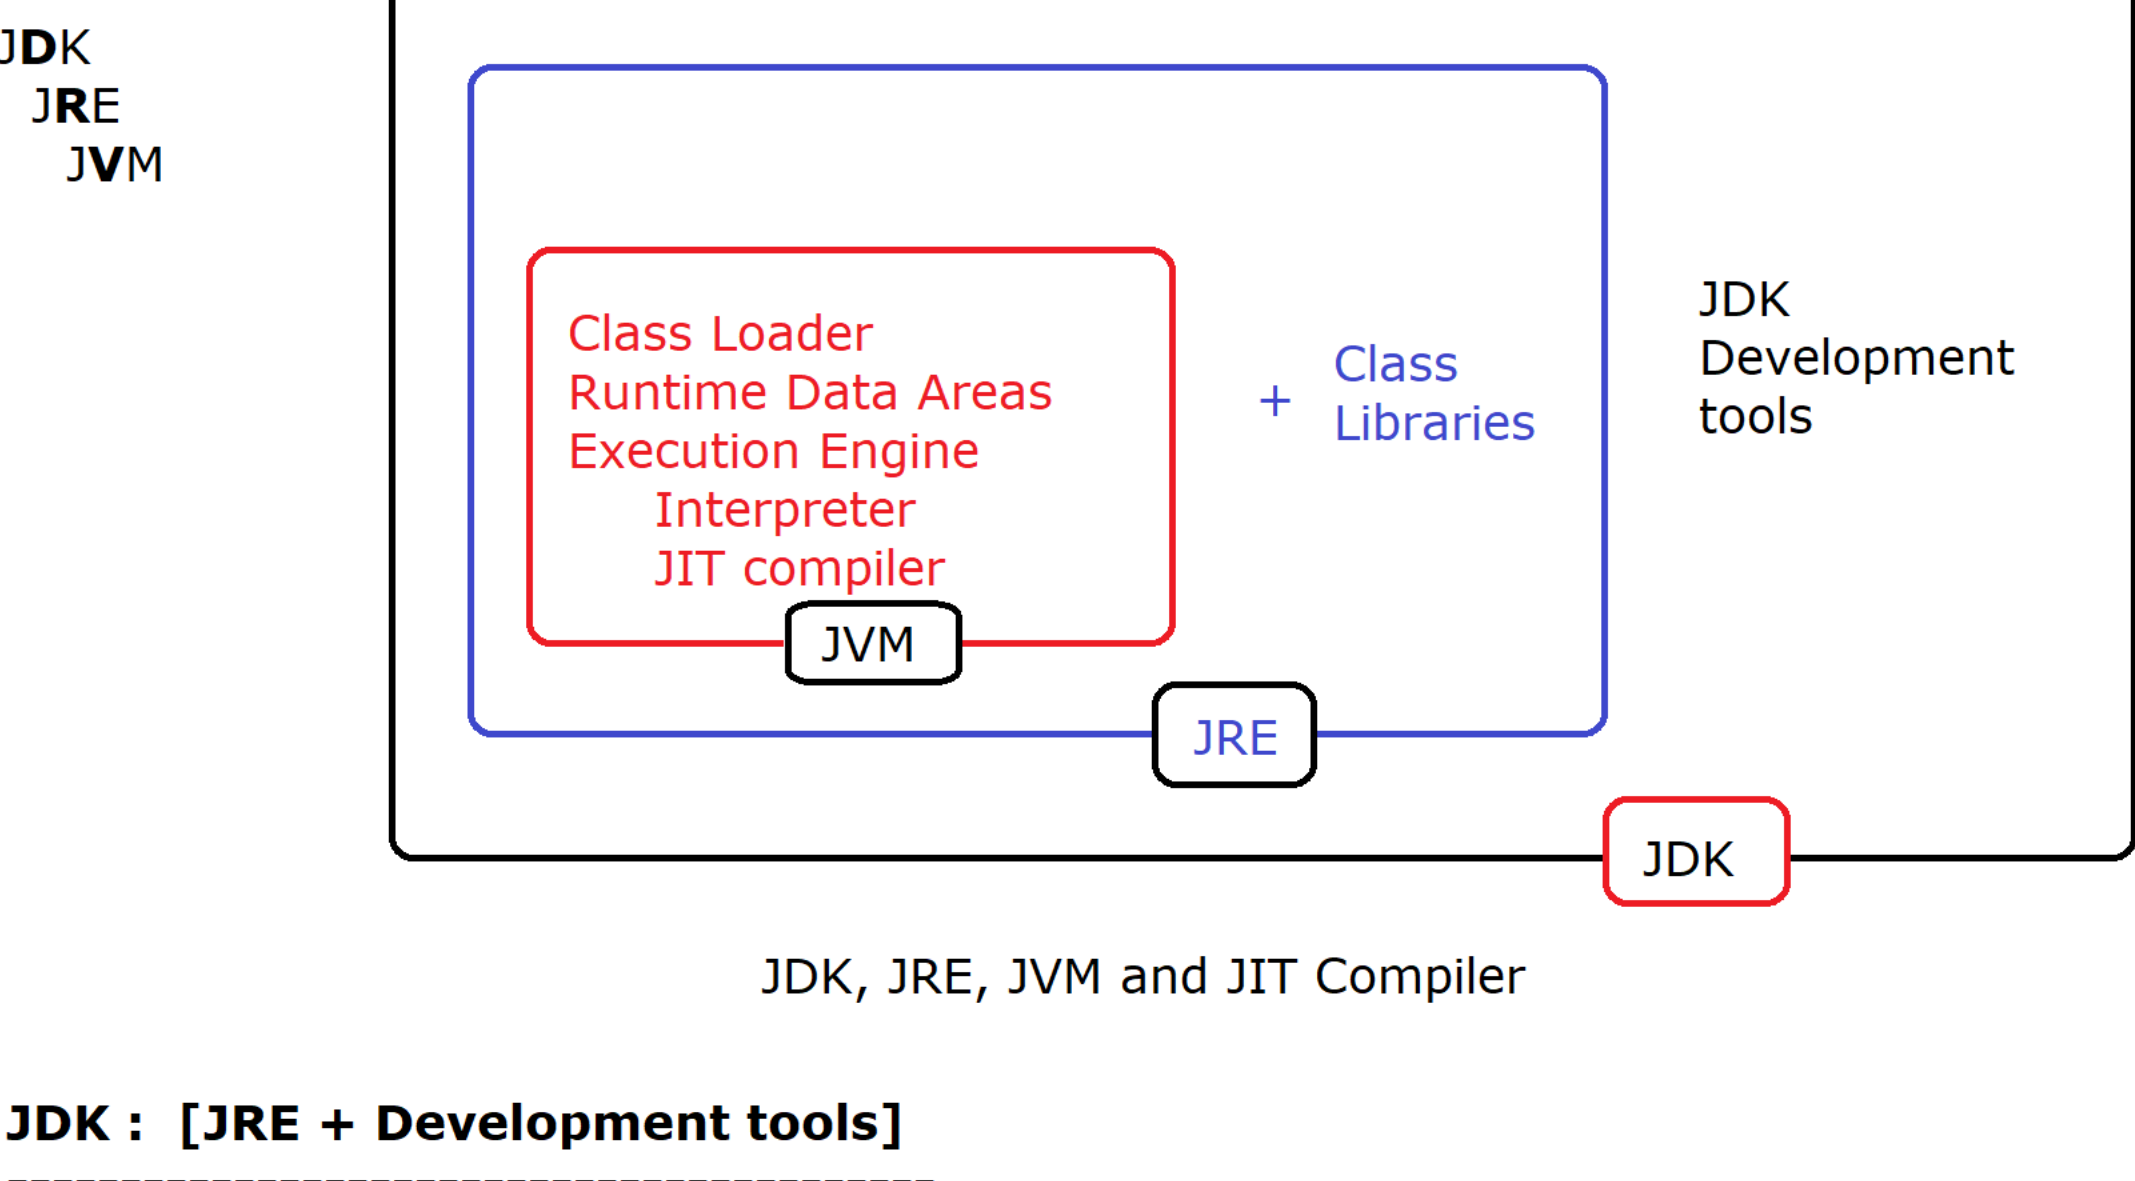 JDK
JRE
JVM
Class Loader
Runtime Data Areas
Execution Engine
Interpreter
JIT compiler
JVM
+
Class
Libraries
JRE
JDK
Development
tools
JDK
JDK, JRE, JVM and JIT Compiler
JDK : [JRE + Development tools]
-----------------------------------------